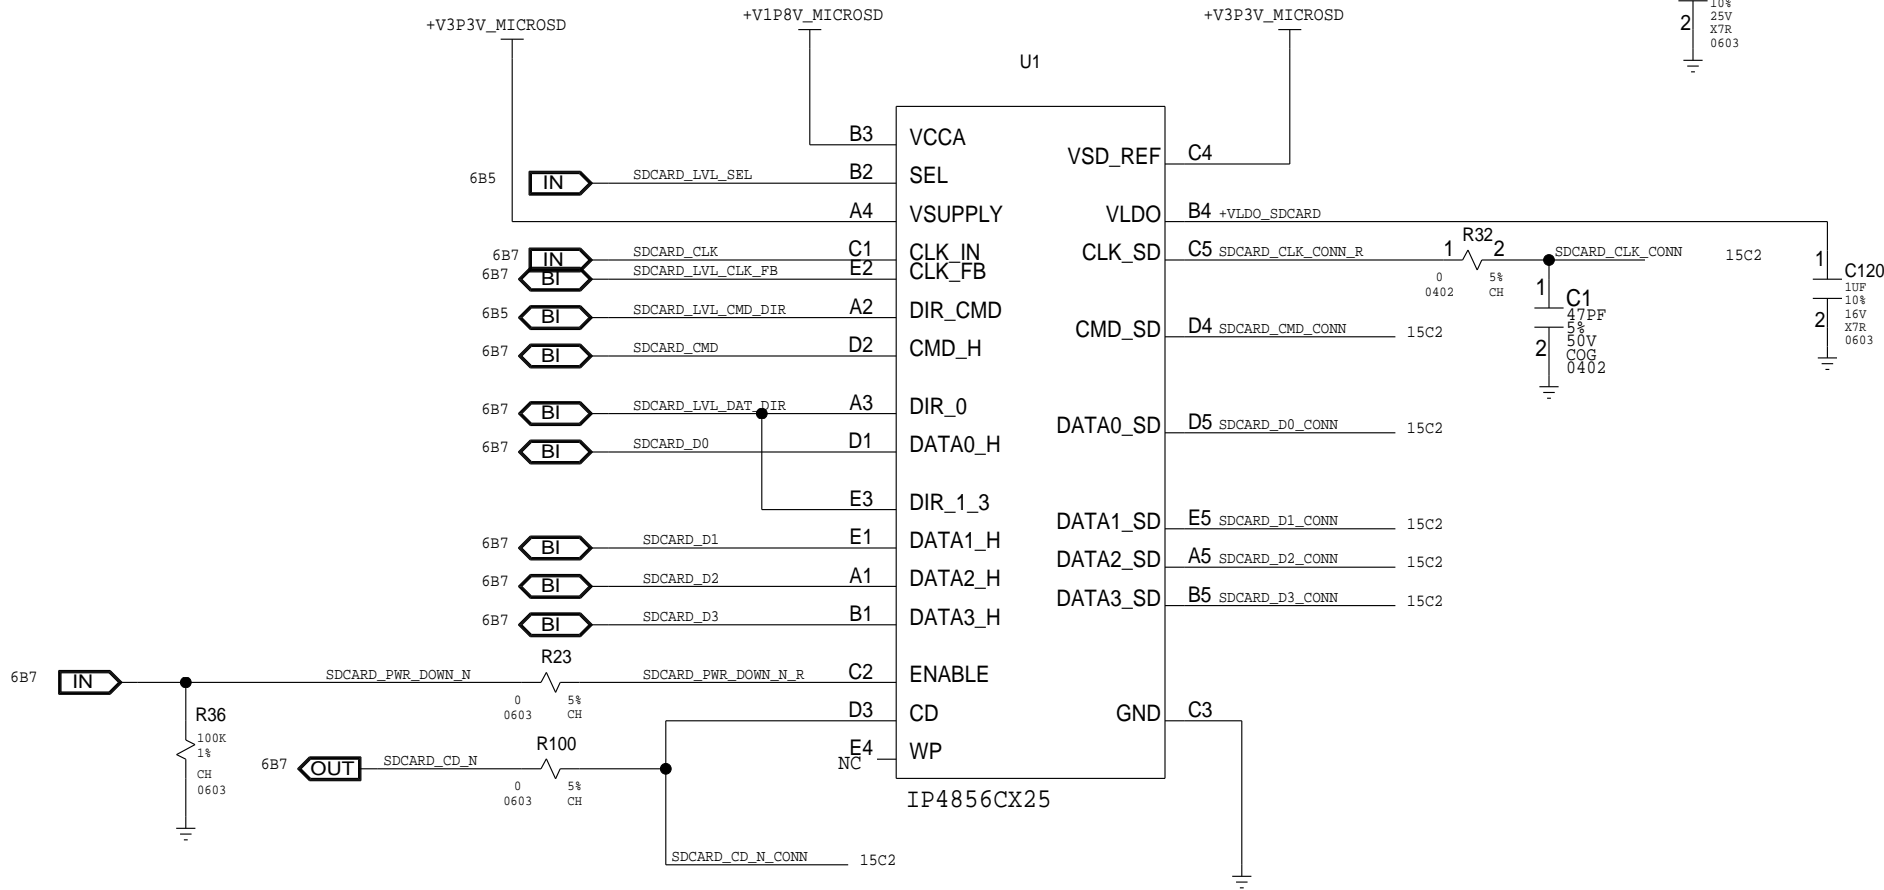 +V3P3V_MICROSD
+V1P8V_MICROSD
+V3P3V_MICROSD
10%
2 25V
X7R
0603
U1
B3 VCCA
VSD_REF C4
6B5 IN SDCARD_LVL_SEL B2 SEL
A4 VSUPPLY
VLDO B4 +VLDO_SDCARD
6B7 IN SDCARD_CLK C1 CLK_IN
CLK_SD C5 SDCARD_CLK_CONN_R 1 R32 2 SDCARD_CLK_CONN 15C2
0 5%
0402 CH
6B7 BI SDCARD_LVL_CLK_FB E2 CLK_FB
1 C120
1UF
10%
16V
2 X7R
0603
1 C1
47PF
5%
2 50V
COG
0402
6B5 BI SDCARD_LVL_CMD_DIR A2 DIR_CMD
CMD_SD D4 SDCARD_CMD_CONN 15C2
6B7 BI SDCARD_CMD D2 CMD_H
6B7 BI SDCARD_LVL_DAT_DIR A3 DIR_0
DATA0_SD D5 SDCARD_D0_CONN 15C2
6B7 BI SDCARD_D0 D1 DATA0_H
E3 DIR_1_3
DATA1_SD E5 SDCARD_D1_CONN 15C2
6B7 BI SDCARD_D1 E1 DATA1_H
DATA2_SD A5 SDCARD_D2_CONN 15C2
6B7 BI SDCARD_D2 A1 DATA2_H
DATA3_SD B5 SDCARD_D3_CONN 15C2
6B7 BI SDCARD_D3 B1 DATA3_H
6B7 IN SDCARD_PWR_DOWN_N R23 SDCARD_PWR_DOWN_N_R C2 ENABLE
0 5%
0603 CH
R36
100K
1%
CH
0603
D3 CD
GND C3
6B7 OUT SDCARD_CD_N R100
0 5%
0603 CH
E4 WP
NC
IP4856CX25
SDCARD_CD_N_CONN 15C2